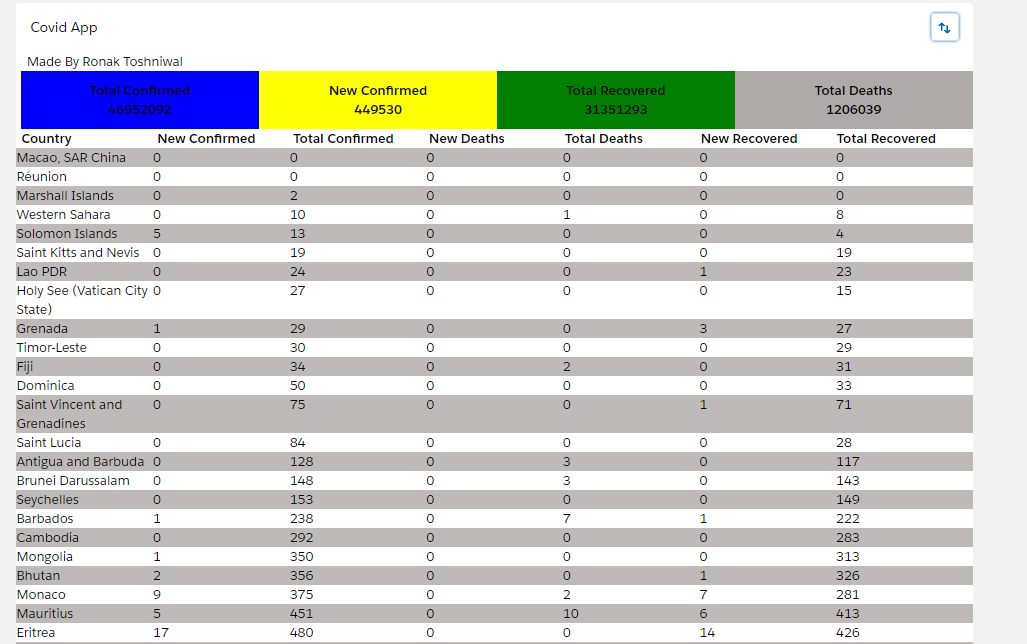 Covid App
Made By Ronak Toshniwal
Total Confirmed New Confirmed Total Recovered Total Deaths
46952092 449530 31351293 1206039
Country New Confirmed Total Confirmed New Deaths Total Deaths New Recovered Total Recovered
Macao, SAR China 0 0 0 0 0 0
Réunion 0 0 0 0 0 0
Marshall Islands 0 2 0 0 0 0
Western Sahara 0 10 0 1 0 8
Solomon Islands 5 13 0 0 0 4
Saint Kitts and Nevis 0 19 0 0 0 19
Lao PDR 0 24 0 0 1 23
Holy See (Vatican City 0 27 0 0 0 15
State)
Grenada 1 29 0 0 3 27
Timor-Leste 0 30 0 0 0 29
Fiji 0 34 0 2 0 31
Dominica 0 50 0 0 0 33
Saint Vincent and 0 75 0 0 1 71
Grenadines
Saint Lucia 0 84 0 0 0 28
Antigua and Barbuda 0 128 0 3 0 117
Brunei Darussalam 0 148 0 3 0 143
Seychelles 0 153 0 0 0 149
Barbados 1 238 0 7 1 222
Cambodia 0 292 0 0 0 283
Mongolia 1 350 0 0 0 313
Bhutan 2 356 0 0 1 326
Monaco 9 375 0 2 7 281
Mauritius 5 451 0 10 6 413
Eritrea 17 480 0 0 14 426